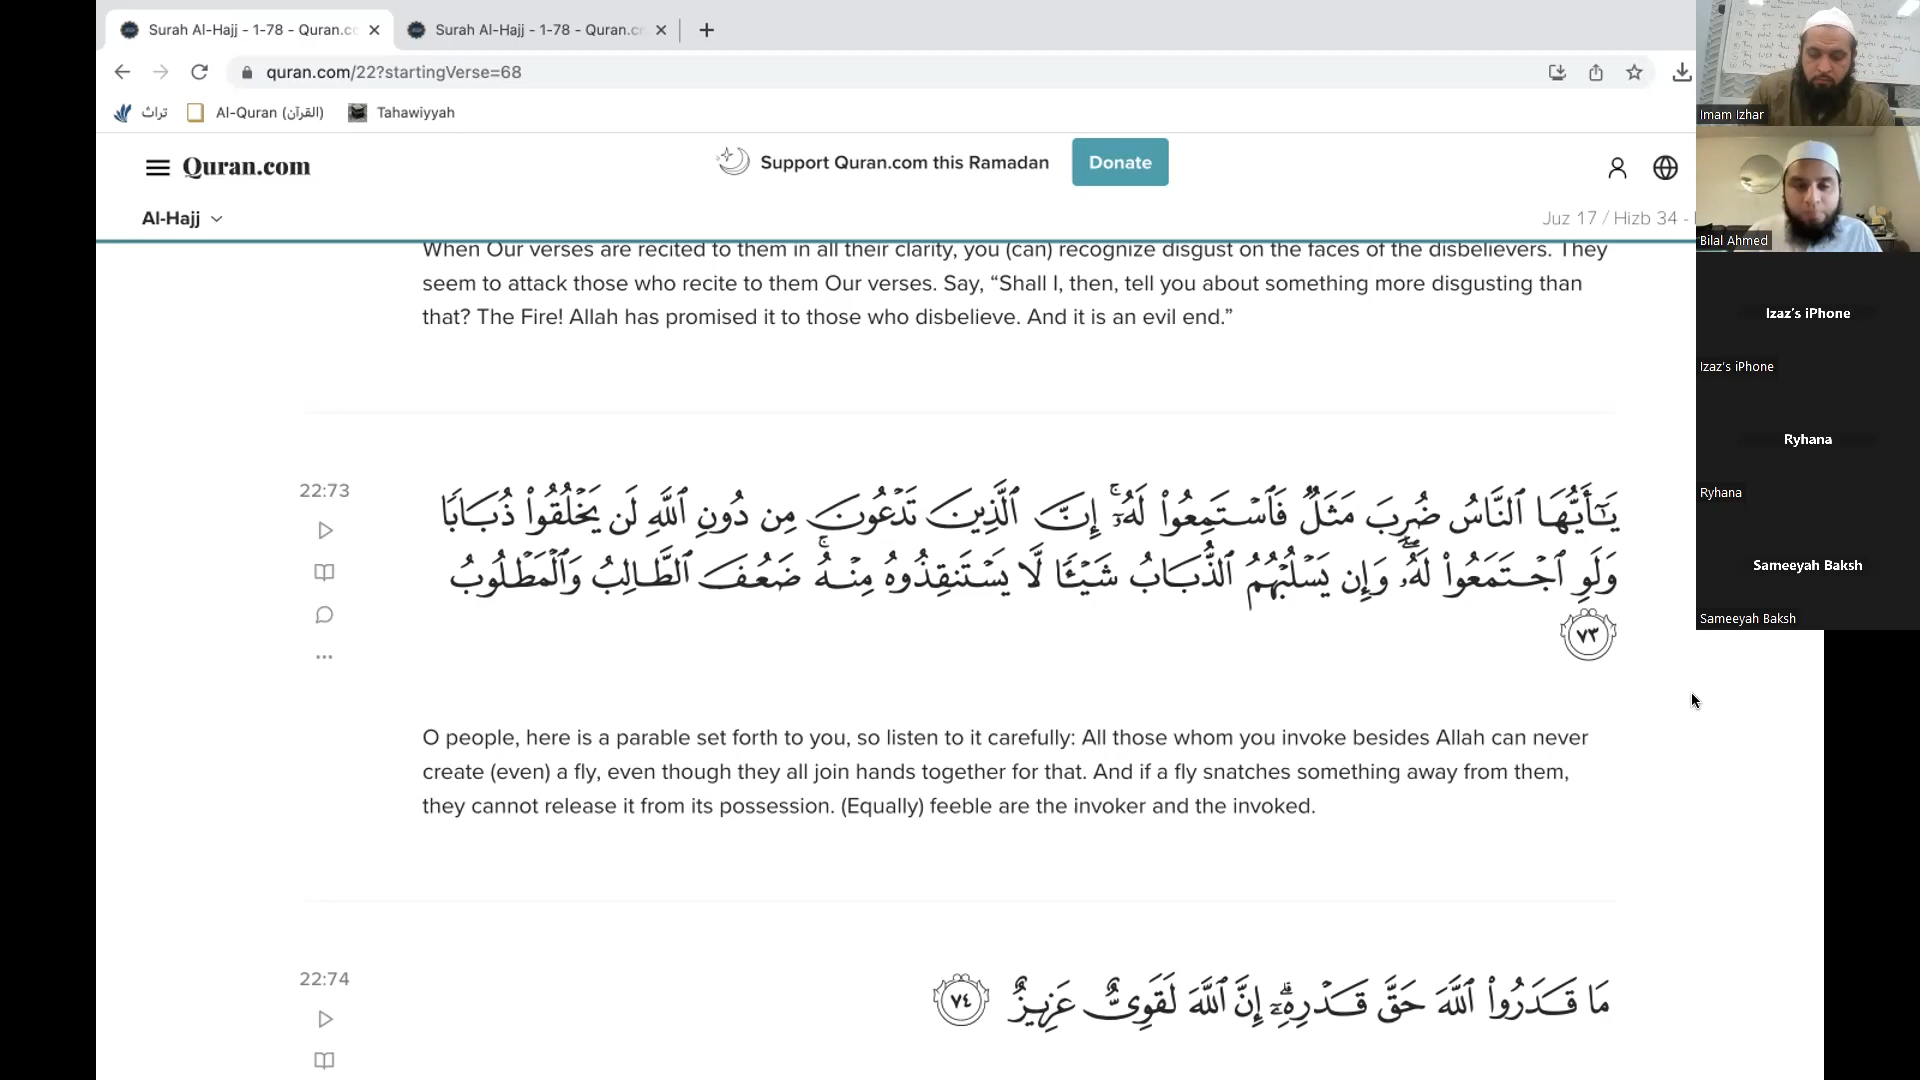 Surah Al-Hajj - 1-78 - Quran.c
Surah Al-Hajj - 1-78 - Quran.c
quran.com/22?startingVerse=68
تراث
Al-Quran (القرآن)
Tahawiyyah
Quran.com
Support Quran.com this Ramadan
Donate
Al-Hajj
Juz 17 / Hizb 34 -
When Our verses are recited to them in all their clarity, you (can) recognize disgust on the faces of the disbelievers. They
seem to attack those who recite to them Our verses. Say, “Shall I, then, tell you about something more disgusting than
that? The Fire! Allah has promised it to those who disbelieve. And it is an evil end.”
22:73
يَـٰٓأَيُّهَا ٱلنَّاسُ ضُرِبَ مَثَلٌۭ فَٱسْتَمِعُوا۟ لَهُۥٓ ۚ إِنَّ ٱلَّذِينَ تَدْعُونَ مِن دُونِ ٱللَّهِ لَن يَخْلُقُوا۟ ذُبَابًۭا
وَلَوِ ٱجْتَمَعُوا۟ لَهُۥ ۖ وَإِن يَسْلُبْهُمُ ٱلذُّبَابُ شَيْـًۭٔا لَّا يَسْتَنقِذُوهُ مِنْهُ ۚ ضَعُفَ ٱلطَّالِبُ وَٱلْمَطْلُوبُ
٧٣
O people, here is a parable set forth to you, so listen to it carefully: All those whom you invoke besides Allah can never
create (even) a fly, even though they all join hands together for that. And if a fly snatches something away from them,
they cannot release it from its possession. (Equally) feeble are the invoker and the invoked.
22:74
مَا قَدَرُوا۟ ٱللَّهَ حَقَّ قَدْرِهِۦٓ ۗ إِنَّ ٱللَّهَ لَقَوِىٌّ عَزِيزٌ ٧٤
Imam Izhar
Bilal Ahmed
Izaz's iPhone
Izaz's iPhone
Ryhana
Ryhana
Sameeyah Baksh
Sameeyah Baksh